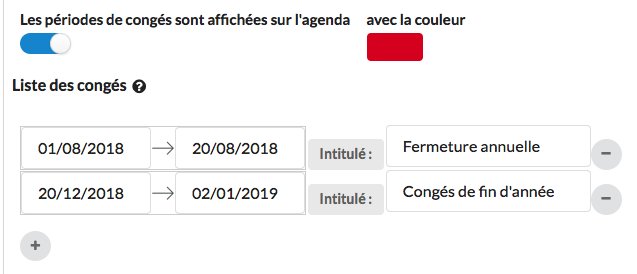 Les périodes de congés sont affichées sur l'agenda avec la couleur
Liste des congés ?
01/08/2018 → 20/08/2018 Intitulé : Fermeture annuelle −
20/12/2018 → 02/01/2019 Intitulé : Congés de fin d'année −
+